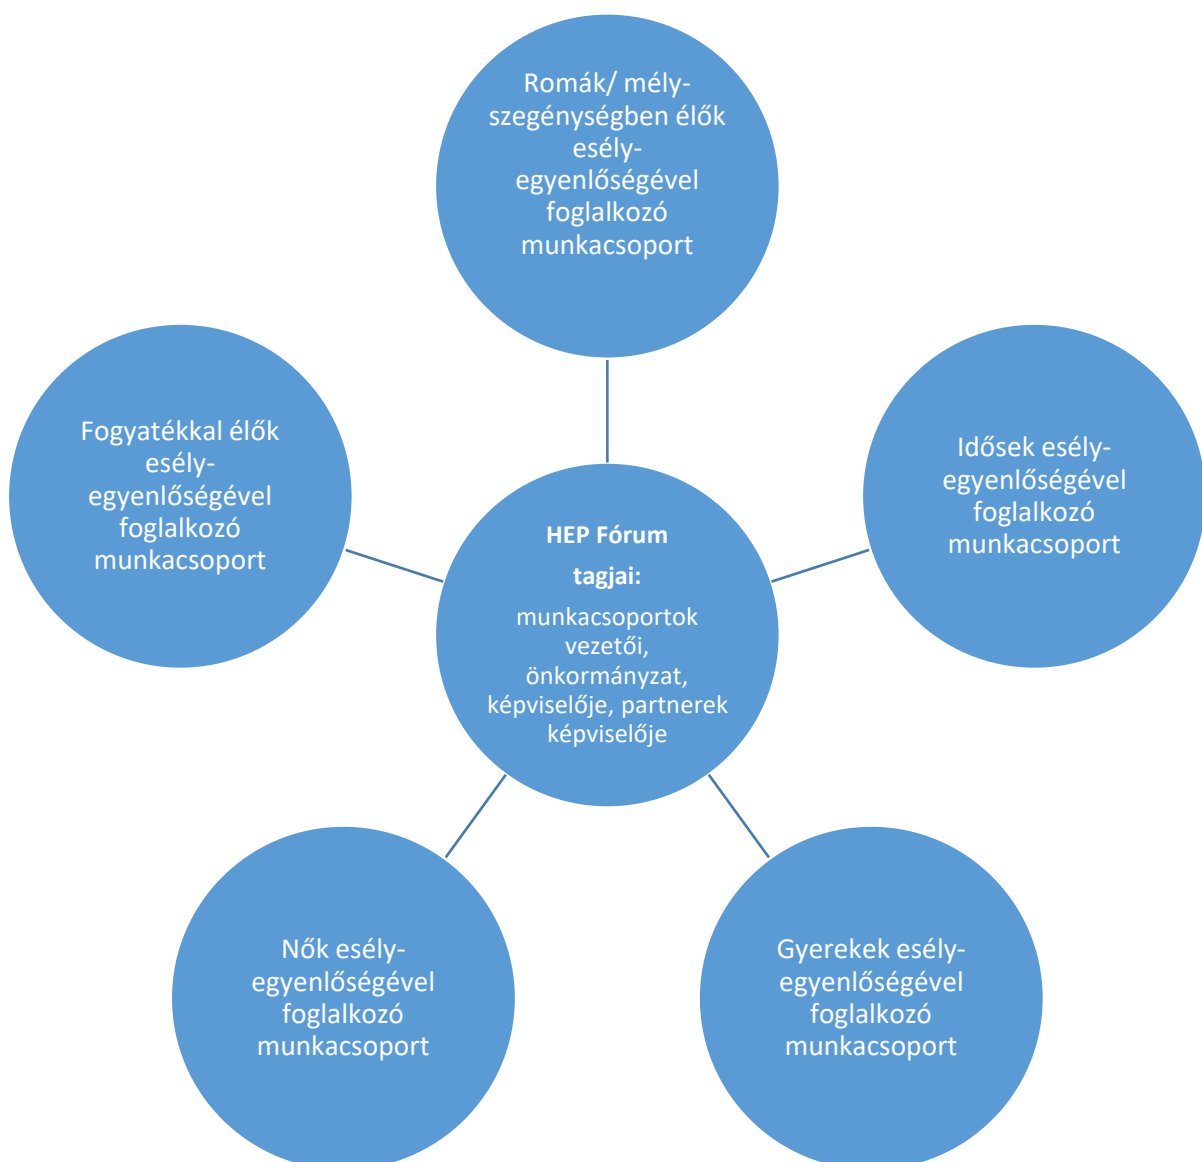 Romák/ mély-
szegénységben élők
esély-
egyenlőségével
foglalkozó
munkacsoport
Fogyatékkal élők
esély-
egyenlőségével
foglalkozó
munkacsoport
Idősek esély-
egyenlőségével
foglalkozó
munkacsoport
HEP Fórum
tagjai:
munkacsoportok
vezetői,
önkormányzat,
képviselője, partnerek
képviselője
Nők esély-
egyenlőségével
foglalkozó
munkacsoport
Gyerekek esély-
egyenlőségével
foglalkozó
munkacsoport